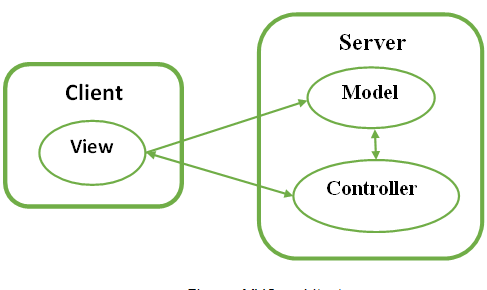 Server
Client
Model
View
Controller